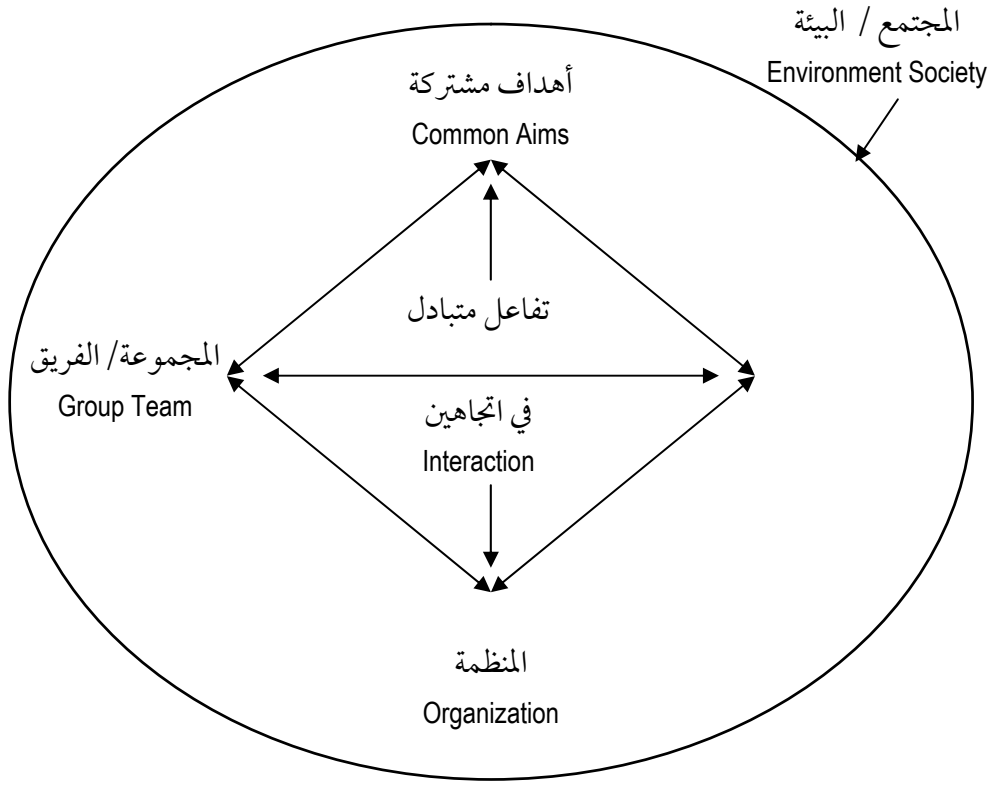 المجتمع / البيئة
Environment Society
أهداف مشتركة
Common Aims
تفاعل متبادل
المجموعة/ الفريق
Group Team
في اتجاهين
Interaction
المنظمة
Organization